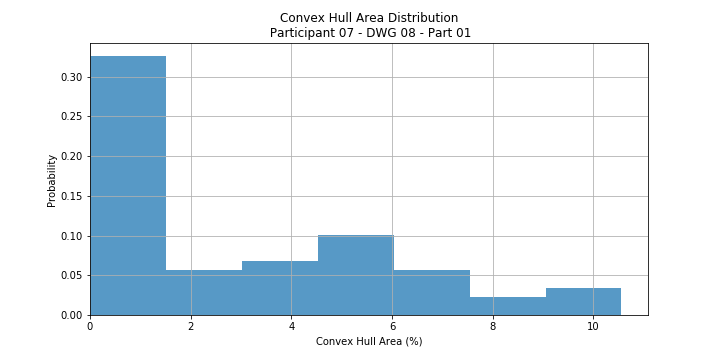 Convex Hull Area Distribution
Participant 07 - DWG 08 - Part 01
0.30
0.25
0.20
0.15
0.10
0.05
0.00
Probability
0 2 4 6 8 10
Convex Hull Area (%)